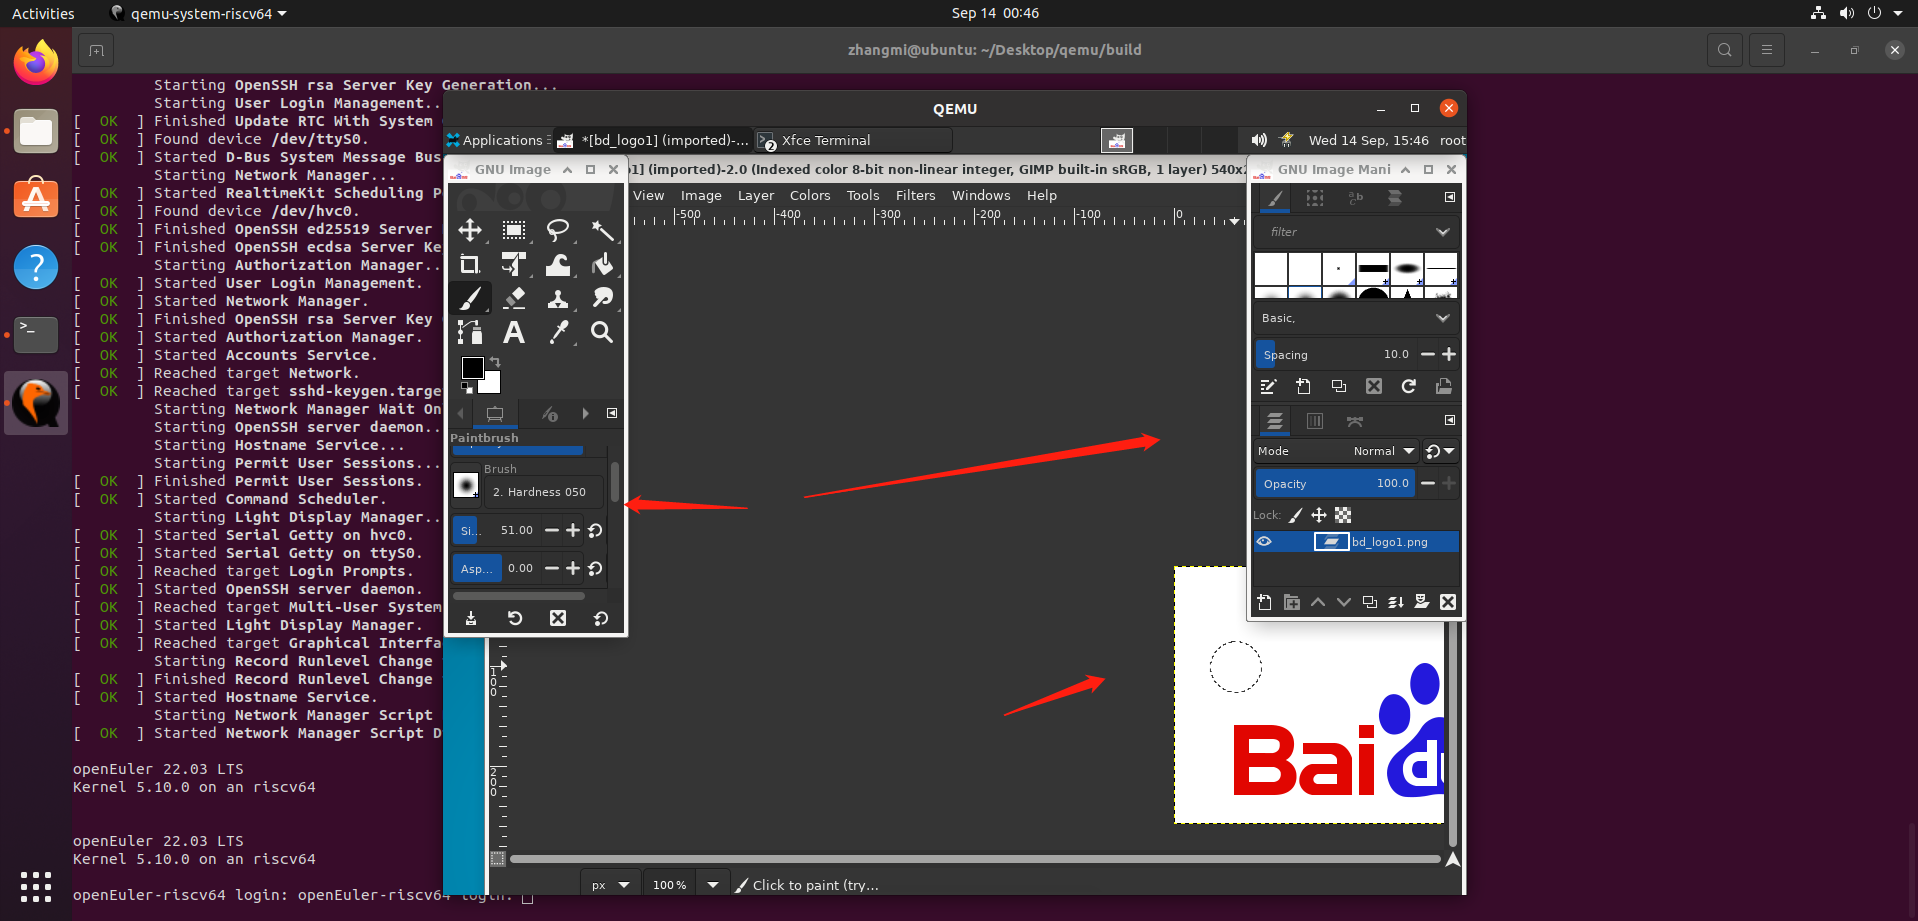 Activities
qemu-system-riscv64
Sep 14 00:46
zhangmi@ubuntu: ~/Desktop/qemu/build
Starting OpenSSH rsa Server Key Generation...
Starting User Login Management..
[ OK ] Finished Update RTC With System
[ OK ] Found device /dev/ttyS0.
[ OK ] Started D-Bus System Message Bus
Starting Network Manager...
[ OK ] Started RealtimeKit Scheduling P
[ OK ] Found device /dev/hvc0.
[ OK ] Finished OpenSSH ed25519 Server
[ OK ] Finished OpenSSH ecdsa Server Ke
Starting Authorization Manager..
[ OK ] Started User Login Management.
[ OK ] Started Network Manager.
[ OK ] Finished OpenSSH rsa Server Key
[ OK ] Started Authorization Manager.
[ OK ] Started Accounts Service.
[ OK ] Reached target Network.
[ OK ] Reached target sshd-keygen.targe
Starting Network Manager Wait On
Starting OpenSSH server daemon..
Starting Hostname Service...
Starting Permit User Sessions...
[ OK ] Finished Permit User Sessions.
[ OK ] Started Command Scheduler.
Starting Light Display Manager..
[ OK ] Started Serial Getty on hvc0.
[ OK ] Started Serial Getty on ttyS0.
[ OK ] Reached target Login Prompts.
[ OK ] Started OpenSSH server daemon.
[ OK ] Reached target Multi-User System
[ OK ] Started Light Display Manager.
[ OK ] Reached target Graphical Interfa
Starting Record Runlevel Change
[ OK ] Finished Record Runlevel Change
[ OK ] Started Hostname Service.
Starting Network Manager Script
[ OK ] Started Network Manager Script D
openEuler 22.03 LTS
Kernel 5.10.0 on an riscv64
openEuler 22.03 LTS
Kernel 5.10.0 on an riscv64
openEuler-riscv64 login: openEuler-riscv64 login:
QEMU
Applications
*[bd_logo1] (imported)-...
2
Xfce Terminal
Wed 14 Sep, 15:46
root
GNU Image
o1] (imported)-2.0 (Indexed color 8-bit non-linear integer, GIMP built-in sRGB, 1 layer) 540x2
GNU Image Mani
View Image Layer Colors Tools Filters Windows Help
-500 -400 -300 -200 -100 0
Paintbrush
Brush
2. Hardness 050
Si... 51.00
Asp... 0.00
filter
Basic,
Spacing 10.0
Mode Normal
Opacity 100.0
Lock:
bd_logo1.png
100
200
Bai du
px
100 %
Click to paint (try...